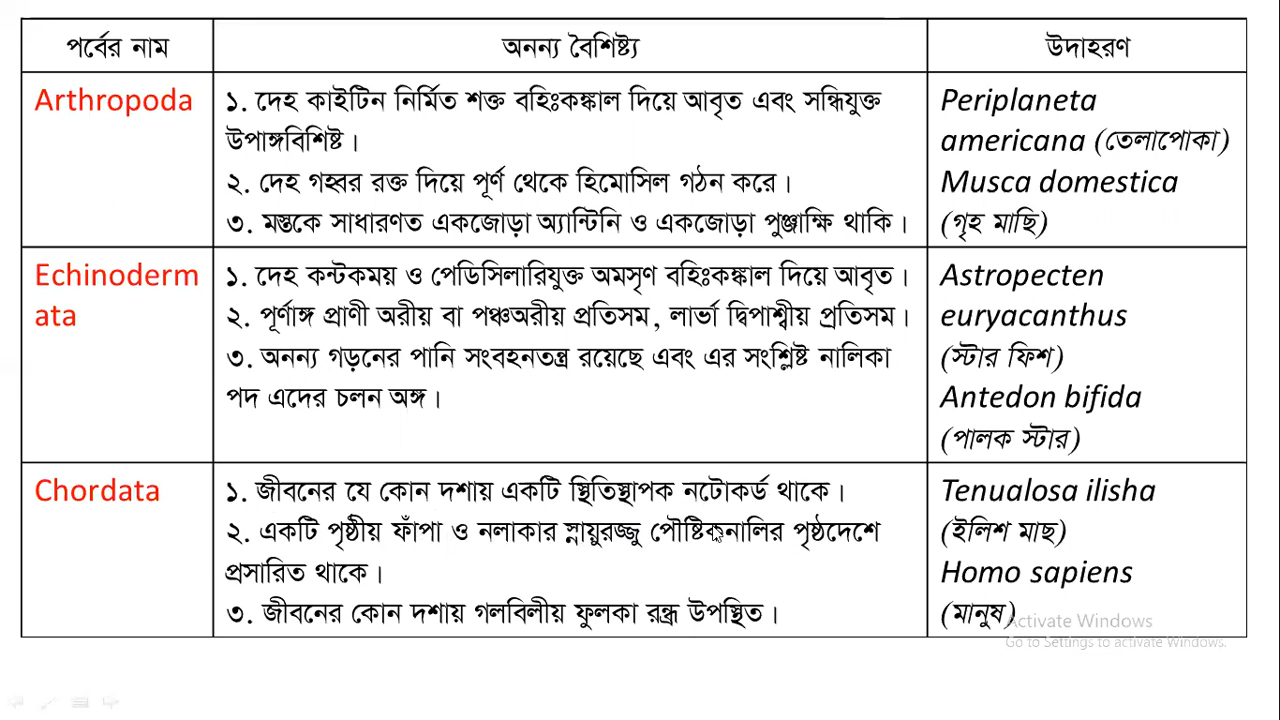 পর্বের নাম
অনন্য বৈশিষ্ট্য
উদাহরণ
Arthropoda
১. দেহ কাইটিন নির্মিত শক্ত বহিঃকঙ্কাল দিয়ে আবৃত এবং সন্ধিযুক্ত
উপাঙ্গবিশিষ্ট।
২. দেহ গহ্বর রক্ত দিয়ে পূর্ণ থেকে হিমোসিল গঠন করে।
৩. মস্তকে সাধারণত একজোড়া অ্যান্টিনি ও একজোড়া পুঞ্জাক্ষি থাকি।
Periplaneta
americana (তেলাপোকা)
Musca domestica
(গৃহ মাছি)
Echinoderm
ata
১. দেহ কন্টকময় ও পেডিসিলারিযুক্ত অমসৃণ বহিঃকঙ্কাল দিয়ে আবৃত।
২. পূর্ণাঙ্গ প্রাণী অরীয় বা পঞ্চঅরীয় প্রতিসম, লার্ভা দ্বিপার্শ্বীয় প্রতিসম।
৩. অনন্য গড়নের পানি সংবহনতন্ত্র রয়েছে এবং এর সংশ্লিষ্ট নালিকা
পদ এদের চলন অঙ্গ।
Astropecten
euryacanthus
(স্টার ফিশ)
Antedon bifida
(পালক স্টার)
Chordata
১. জীবনের যে কোন দশায় একটি স্থিতিস্থাপক নটোকর্ড থাকে।
২. একটি পৃষ্ঠীয় ফাঁপা ও নলাকার স্নায়ুরজ্জু পৌষ্টিকনালির পৃষ্ঠদেশে
প্রসারিত থাকে।
৩. জীবনের কোন দশায় গলবিলীয় ফুলকা রন্ধ্র উপস্থিত।
Tenualosa ilisha
(ইলিশ মাছ)
Homo sapiens
(মানুষ)
Activate Windows
Go to Settings to activate Windows.